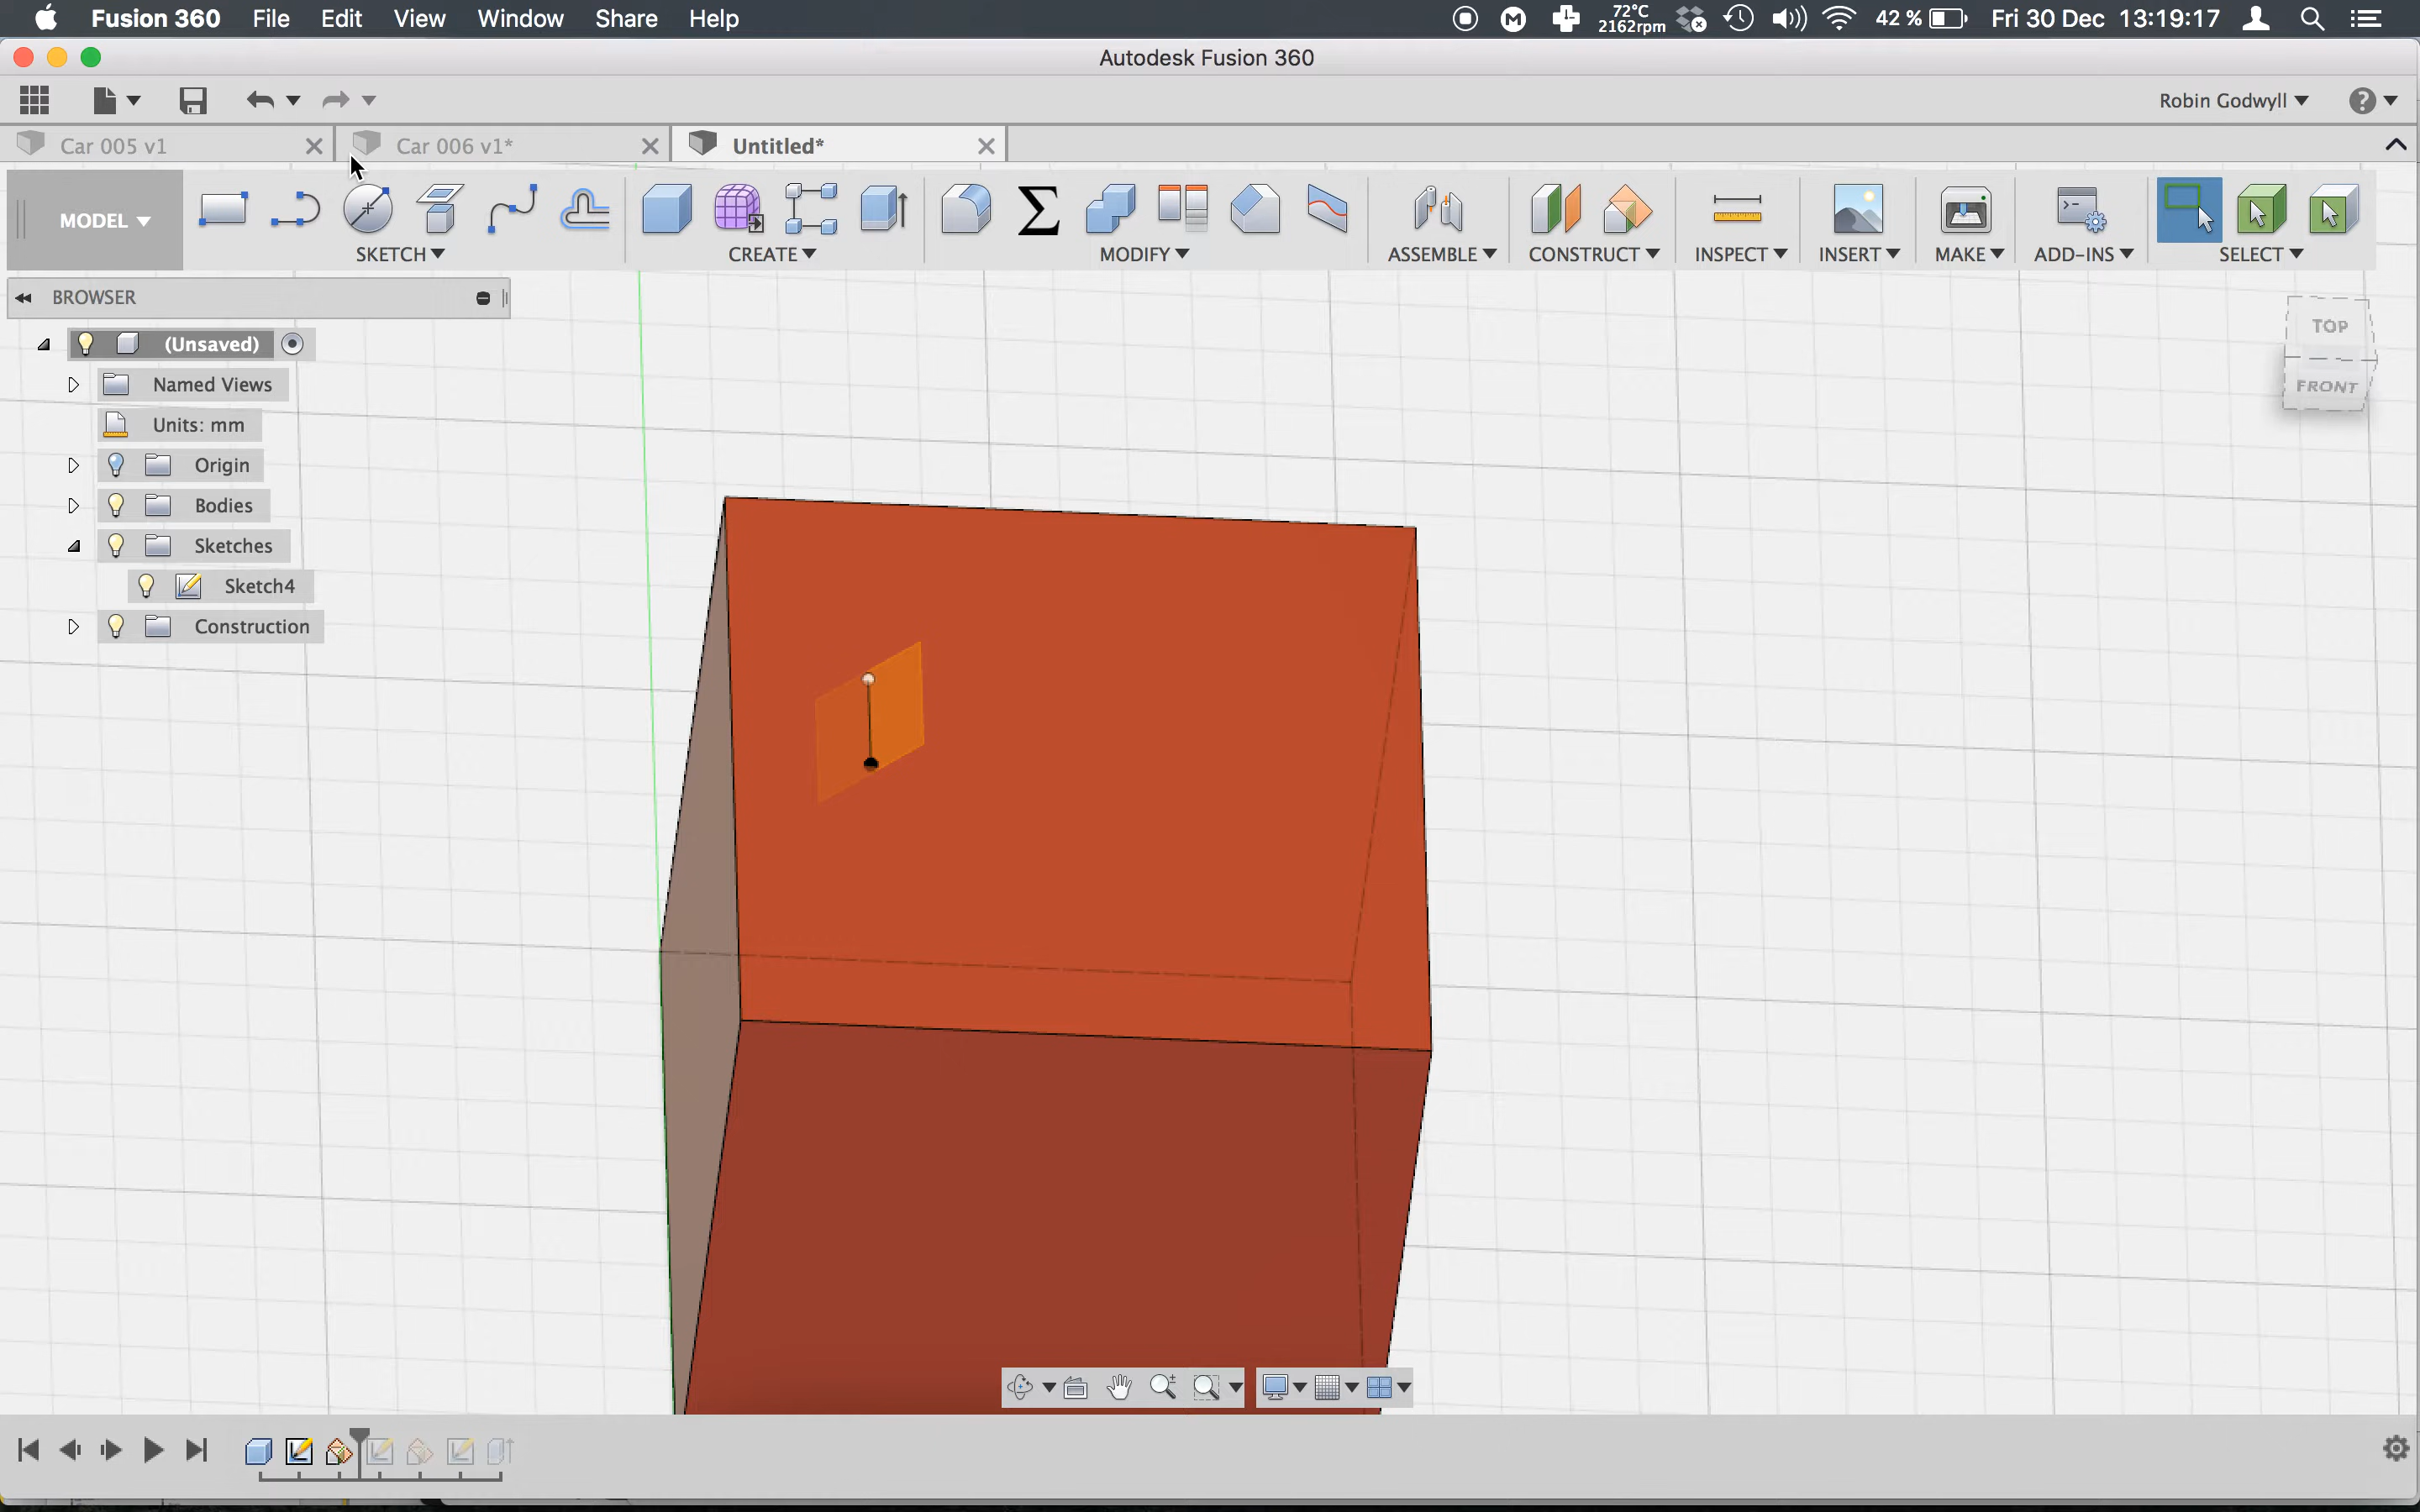 Fusion 360 File Edit View Window Share Help 72°C 2162rpm 42 % Fri 30 Dec 13:19:17
Autodesk Fusion 360
Robin Godwyll ?
Car 005 v1 Car 006 v1* Untitled*
MODEL SKETCH CREATE MODIFY ASSEMBLE CONSTRUCT INSPECT INSERT MAKE ADD-INS SELECT
BROWSER
(Unsaved)
Named Views
Units: mm
Origin
Bodies
Sketches
Sketch4
Construction
TOP
FRONT